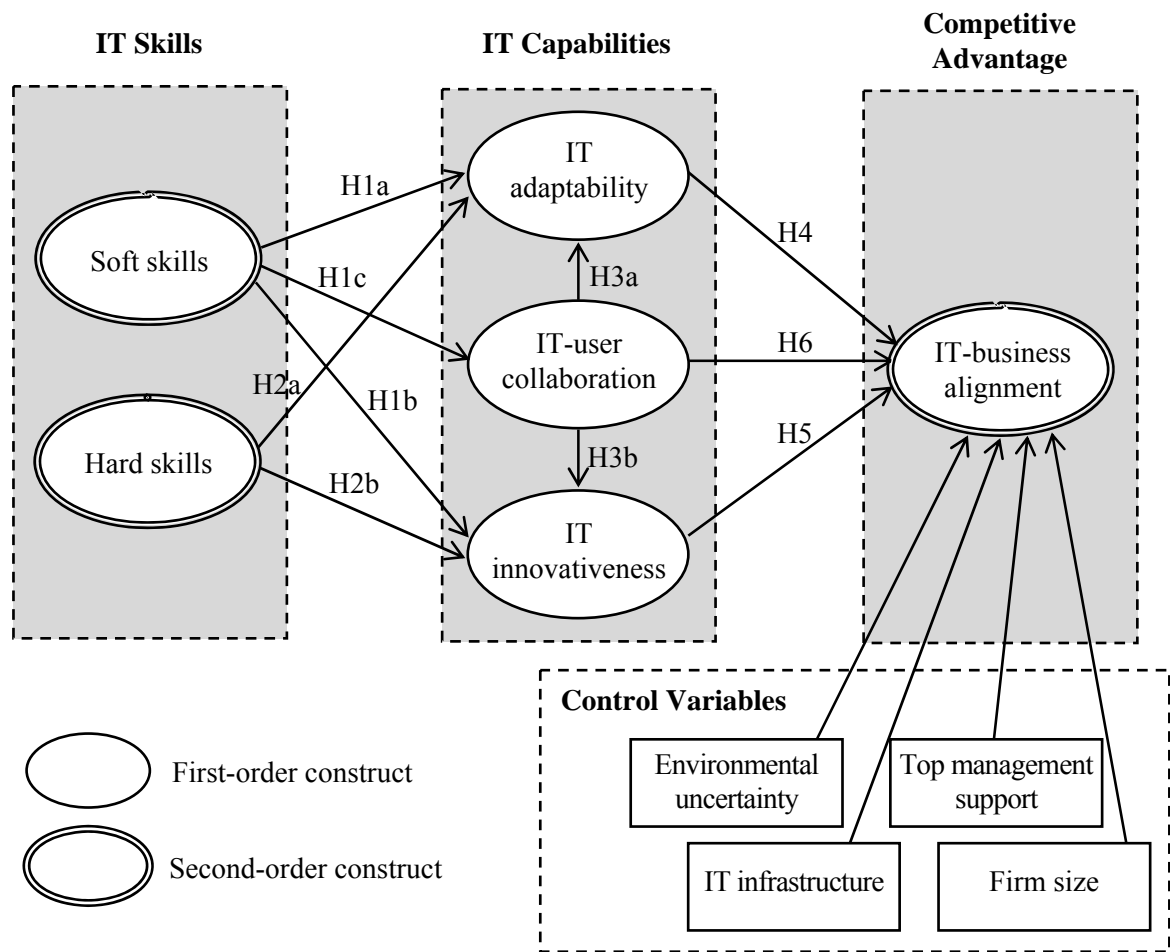 IT Skills
IT Capabilities
Competitive
Advantage
Soft skills
Hard skills
H1a
H1c
H2a
H1b
H2b
IT
adaptability
H3a
IT-user
collaboration
H3b
IT
innovativeness
H4
H6
H5
IT-business
alignment
Control Variables
Environmental
uncertainty
Top management
support
IT infrastructure
Firm size
First-order construct
Second-order construct